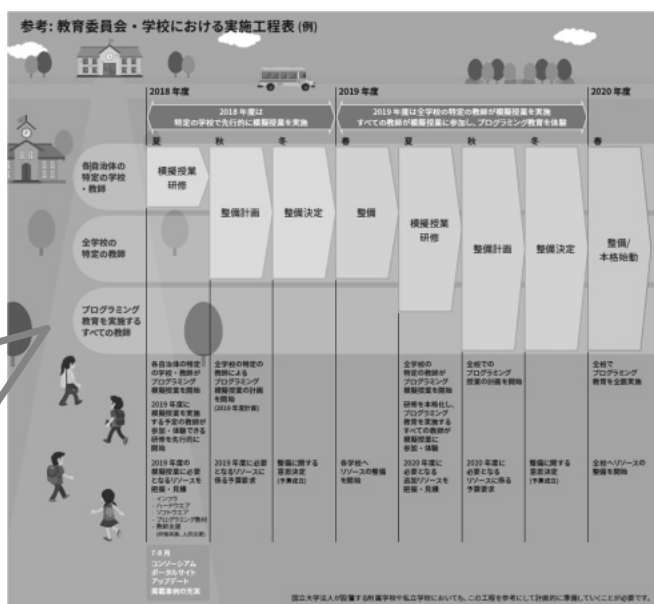 参考: 教育委員会・学校における実施工程表 (例)
2018 年度
2019 年度
2020 年度
2018 年度は
特定の学校で先行的に模擬授業を実施
2019 年度は全学校の特定の教師が模擬授業を実施
すべての教師が模擬授業に参加し、プログラミング教育を体験
夏
秋
冬
春
夏
秋
冬
春
各自治体の
特定の学校
・教師
全学校の
特定の教師
プログラミング
教育を実施する
すべての教師
模擬授業
研修
整備計画
整備決定
整備
模擬授業
研修
整備計画
整備決定
整備/
本格始動
各自治体の特定
の学校・教師が
プログラミング
模擬授業を開始
2019 年度に
模擬授業を実施
する予定の教師が
参加・体験できる
研修を先行的に
開始
2019 年度の
模擬授業に必要
となるリソースを
把握・見積
・インフラ
・ハードウエア
・ソフトウエア
・プログラミング教材
・教師支援
全学校の特定の
教師による
プログラミング
模擬授業の計画
を開始
(2019 年度計画)
2019 年度に必要
となるリソースに
係る予算要求
整備に関する
意思決定
(予算成立)
各学校へ
リソースの整備
を開始
全学校の
特定の教師が
プログラミング
模擬授業を開始
研修を本格化し、
プログラミング
教育を実施する
すべての教師が
模擬授業に
参加・体験
2020 年度に
必要となる
追加リソースを
把握・見積
全校での
プログラミング
授業の計画を開始
2020 年度に
必要となる
リソースに係る
予算要求
整備に関する
意思決定
(予算成立)
全校で
プログラミング
教育を全面実施
全校へリソースの
整備を開始
7-8 月
コンソーシアム
ポータルサイト
アップデート
掲載事例の充実
国立大学法人が設置する附属学校や私立学校においても、この工程を参考にして計画的に準備していくことが必要です。